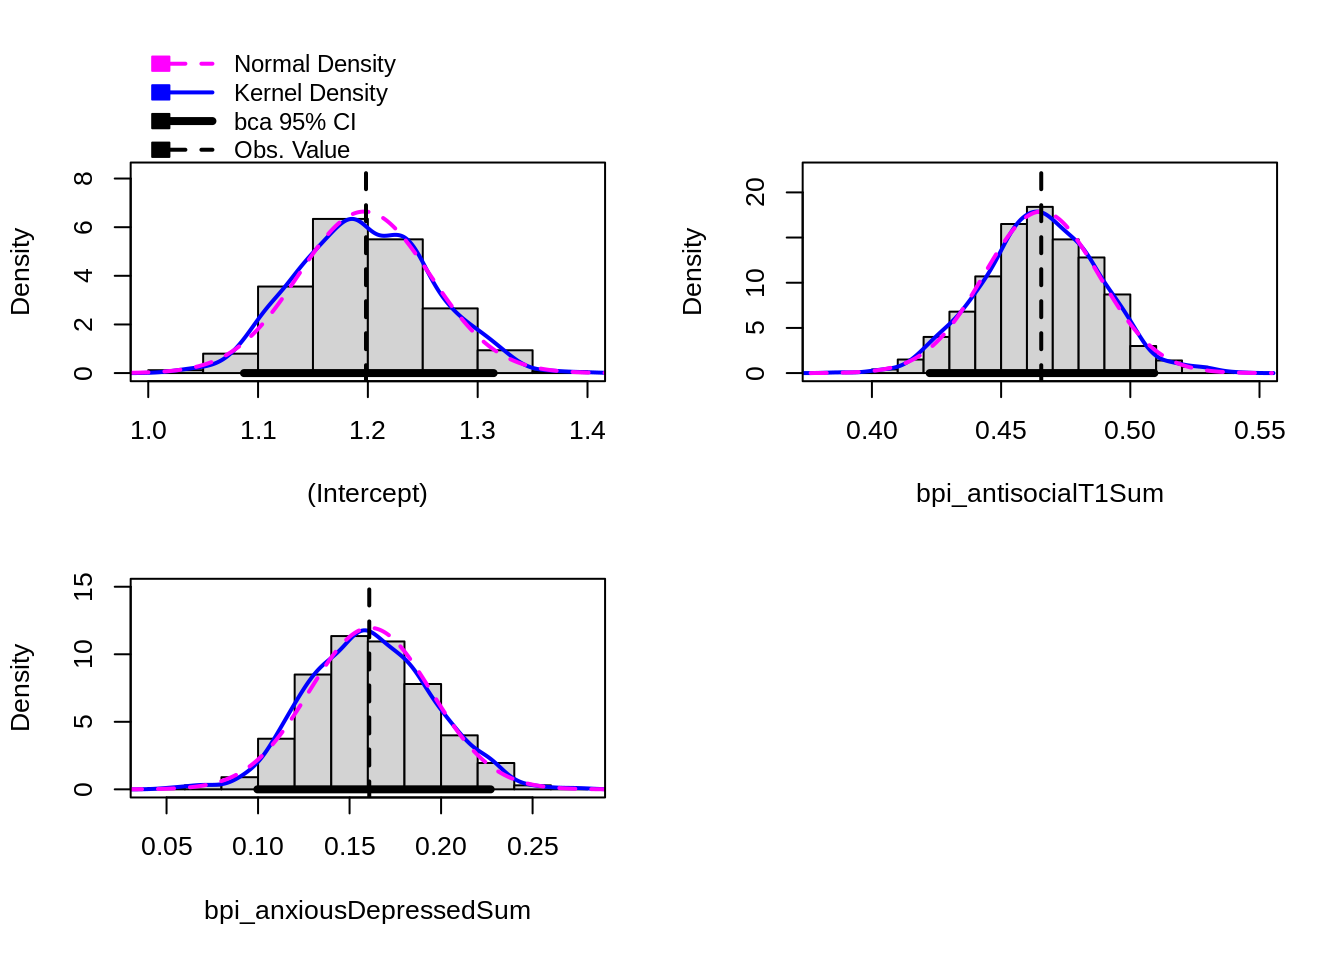 Normal Density
Kernel Density
bca 95% CI
Obs. Value
Density
8
6
4
2
0
1.0 1.1 1.2 1.3 1.4
(Intercept)
Density
20
10
5
0
0.40 0.45 0.50 0.55
bpi_antisocialT1Sum
Density
15
10
5
0
0.05 0.10 0.15 0.20 0.25
bpi_anxiousDepressedSum